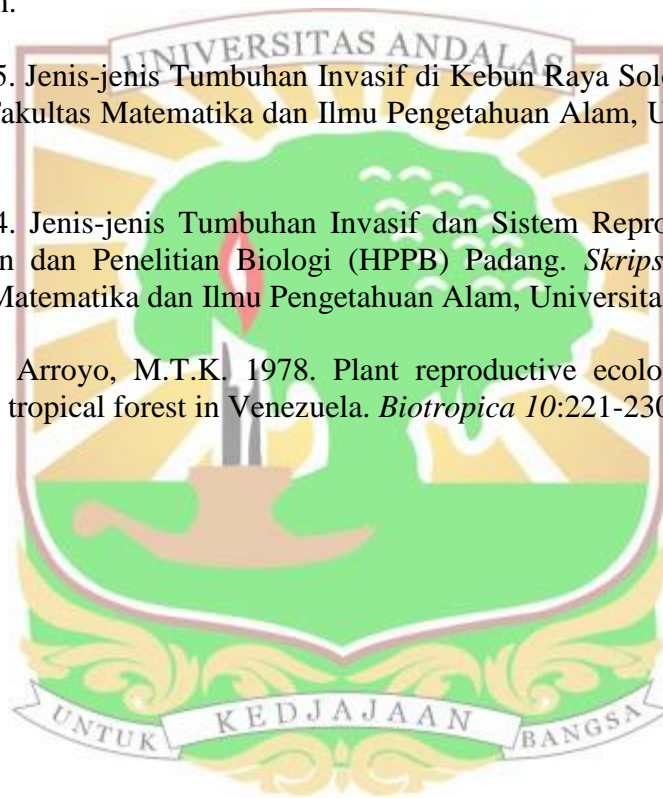 n.
UNIVERSITAS ANDALAS
5. Jenis-jenis Tumbuhan Invasif di Kebun Raya Sol
Fakultas Matematika dan Ilmu Pengetahuan Alam, U
4. Jenis-jenis Tumbuhan Invasif dan Sistem Repro
n dan Penelitian Biologi (HPPB) Padang. Skrips
Matematika dan Ilmu Pengetahuan Alam, Universita
Arroyo, M.T.K. 1978. Plant reproductive ecolo
tropical forest in Venezuela. Biotropica 10:221-230
UNTUK KEDJAJAAN BANGSA